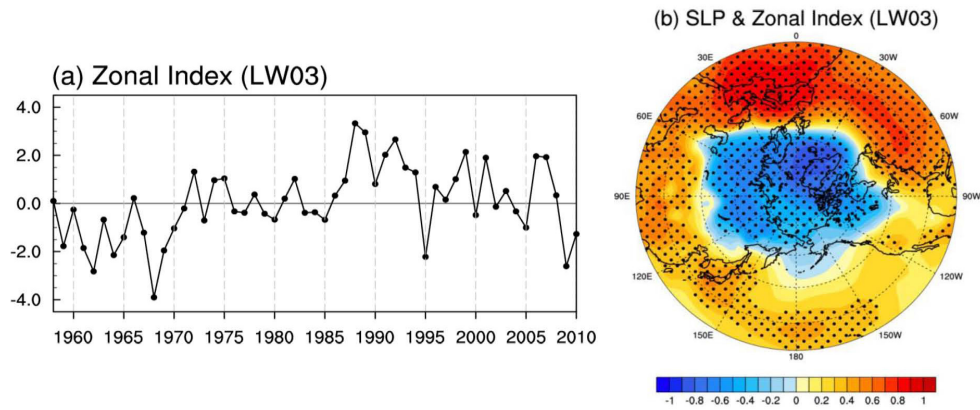 (a) Zonal Index (LW03)
4.0
2.0
0.0
-2.0
-4.0
1960 1965 1970 1975 1980 1985 1990 1995 2000 2005 2010
(b) SLP & Zonal Index (LW03)
0
30E 30W
60E 60W
90E 90W
120E 120W
150E 150W
180
-1 -0.8 -0.6 -0.4 -0.2 0 0.2 0.4 0.6 0.8 1